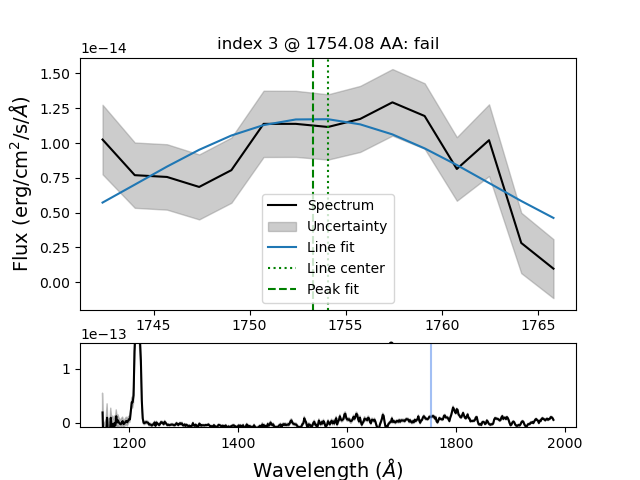 index 3 @ 1754.08 AA: fail
1e−14
Flux (erg/cm²/s/Å)
1.50
1.25
1.00
0.75
0.50
0.25
0.00
Spectrum
Uncertainty
Line fit
Line center
Peak fit
1745 1750 1755 1760 1765
1e−13
1
0
1200 1400 1600 1800 2000
Wavelength (Å)